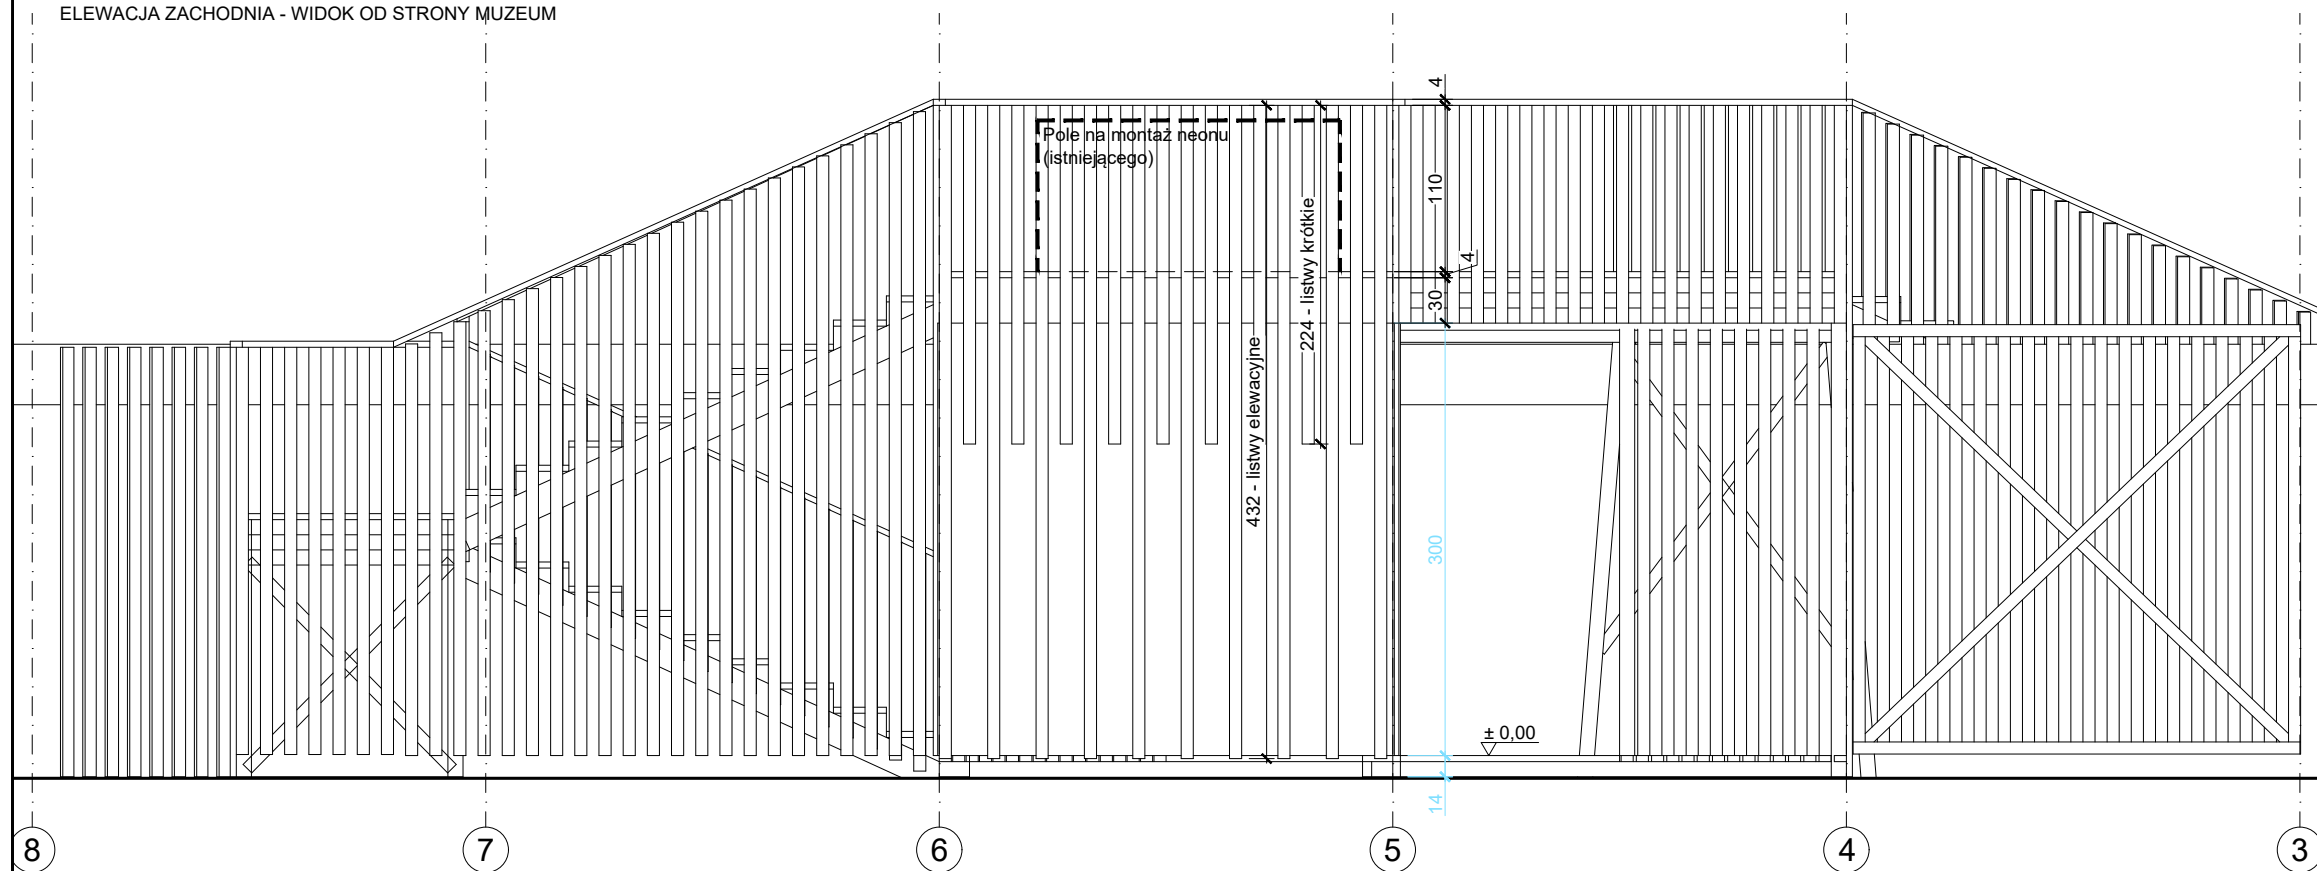 ELEWACJA ZACHODNIA - WIDOK OD STRONY MUZEUM
4
Pole na montaż neonu
(istniejącego)
110
224 - listwy krótkie
4
30
432 - listwy elewacyjne
300
± 0,00
14
8
7
6
5
4
3